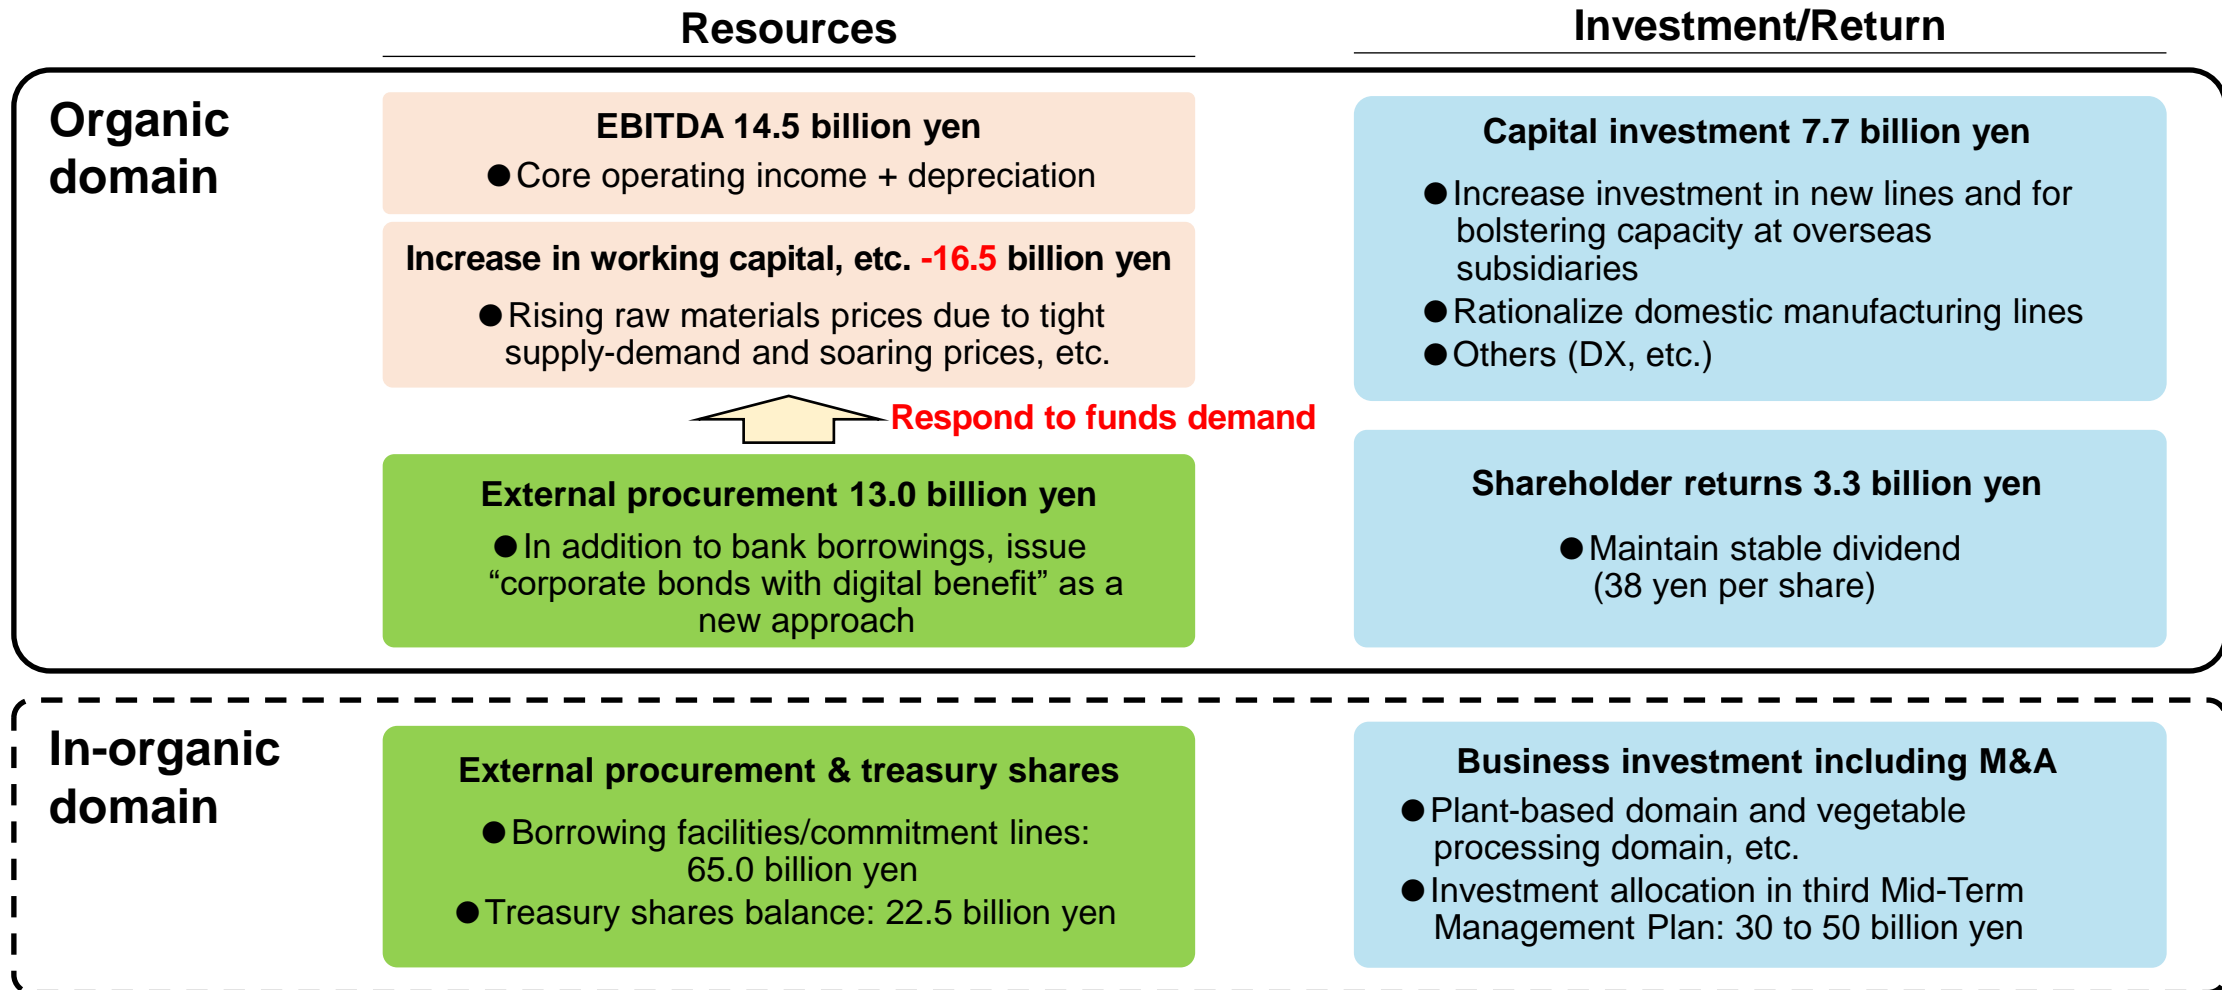 Resources
Investment/Return
Organic
domain
EBITDA 14.5 billion yen
●Core operating income + depreciation
Increase in working capital, etc. -16.5 billion yen
●Rising raw materials prices due to tight
supply-demand and soaring prices, etc.
Respond to funds demand
External procurement 13.0 billion yen
●In addition to bank borrowings, issue
“corporate bonds with digital benefit” as a
new approach
Capital investment 7.7 billion yen
●Increase investment in new lines and for
bolstering capacity at overseas
subsidiaries
●Rationalize domestic manufacturing lines
●Others (DX, etc.)
Shareholder returns 3.3 billion yen
●Maintain stable dividend
(38 yen per share)
In-organic
domain
External procurement & treasury shares
●Borrowing facilities/commitment lines:
65.0 billion yen
●Treasury shares balance: 22.5 billion yen
Business investment including M&A
●Plant-based domain and vegetable
processing domain, etc.
●Investment allocation in third Mid-Term
Management Plan: 30 to 50 billion yen